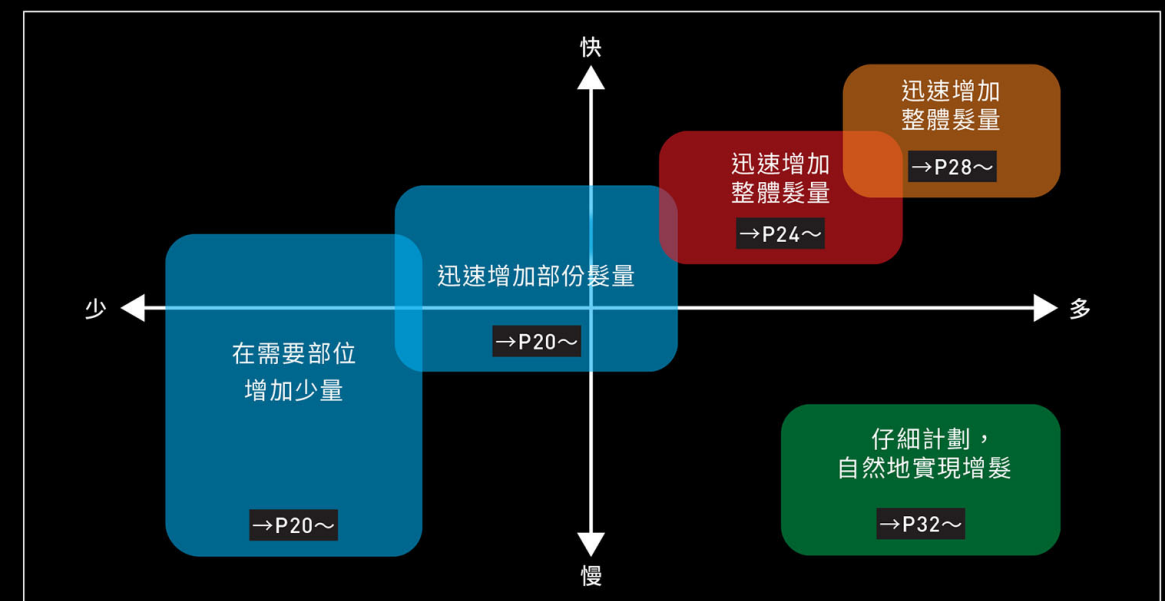 快
迅速增加
整體髮量
→P28～
迅速增加
整體髮量
→P24～
迅速增加部份髮量
→P20～
少
多
在需要部位
增加少量
→P20～
仔細計劃，
自然地實現增髮
→P32～
慢